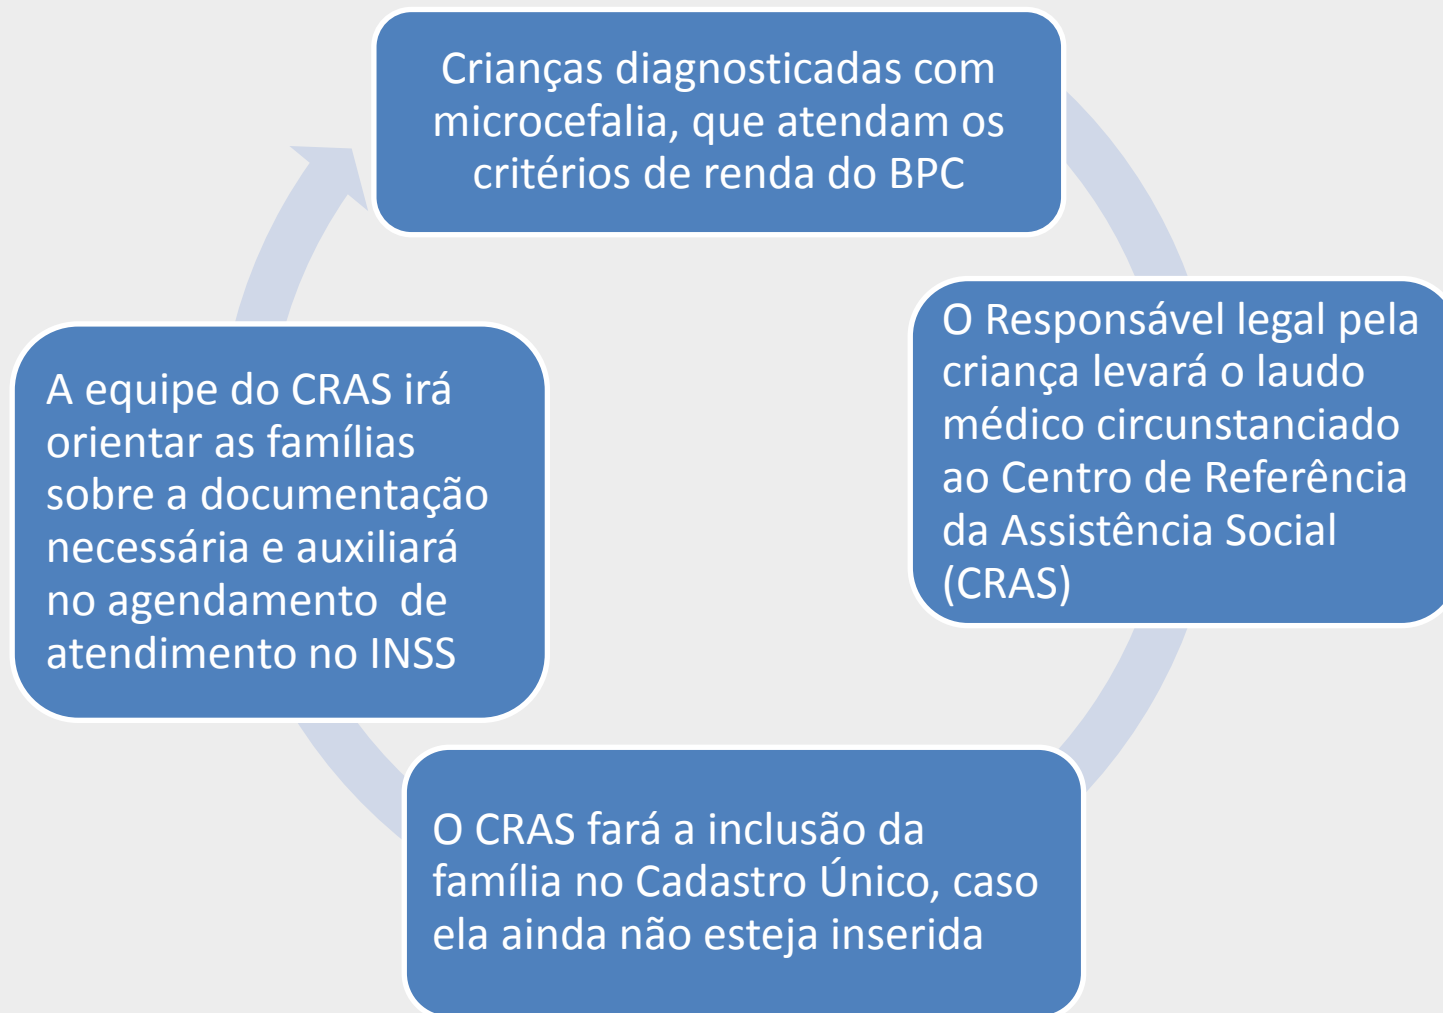 Crianças diagnosticadas com
microcefalia, que atendam os
critérios de renda do BPC
O Responsável legal pela
criança levará o laudo
médico circunstanciado
ao Centro de Referência
da Assistência Social
(CRAS)
O CRAS fará a inclusão da
família no Cadastro Único, caso
ela ainda não esteja inserida
A equipe do CRAS irá
orientar as famílias
sobre a documentação
necessária e auxiliará
no agendamento  de
atendimento no INSS